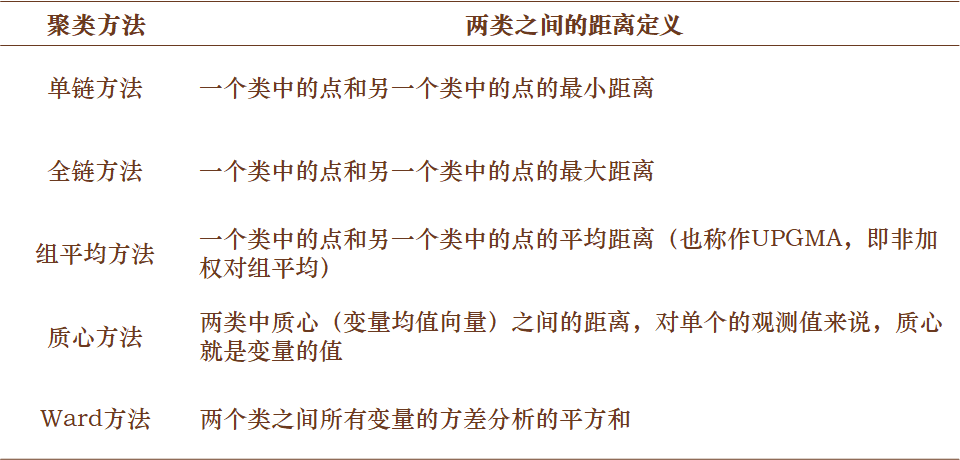 聚类方法 两类之间的距离定义
单链方法 一个类中的点和另一个类中的点的最小距离
全链方法 一个类中的点和另一个类中的点的最大距离
组平均方法 一个类中的点和另一个类中的点的平均距离（也称作UPGMA，即非加
权对组平均）
质心方法 两类中质心（变量均值向量）之间的距离，对单个的观测值来说，质心
就是变量的值
Ward方法 两个类之间所有变量的方差分析的平方和